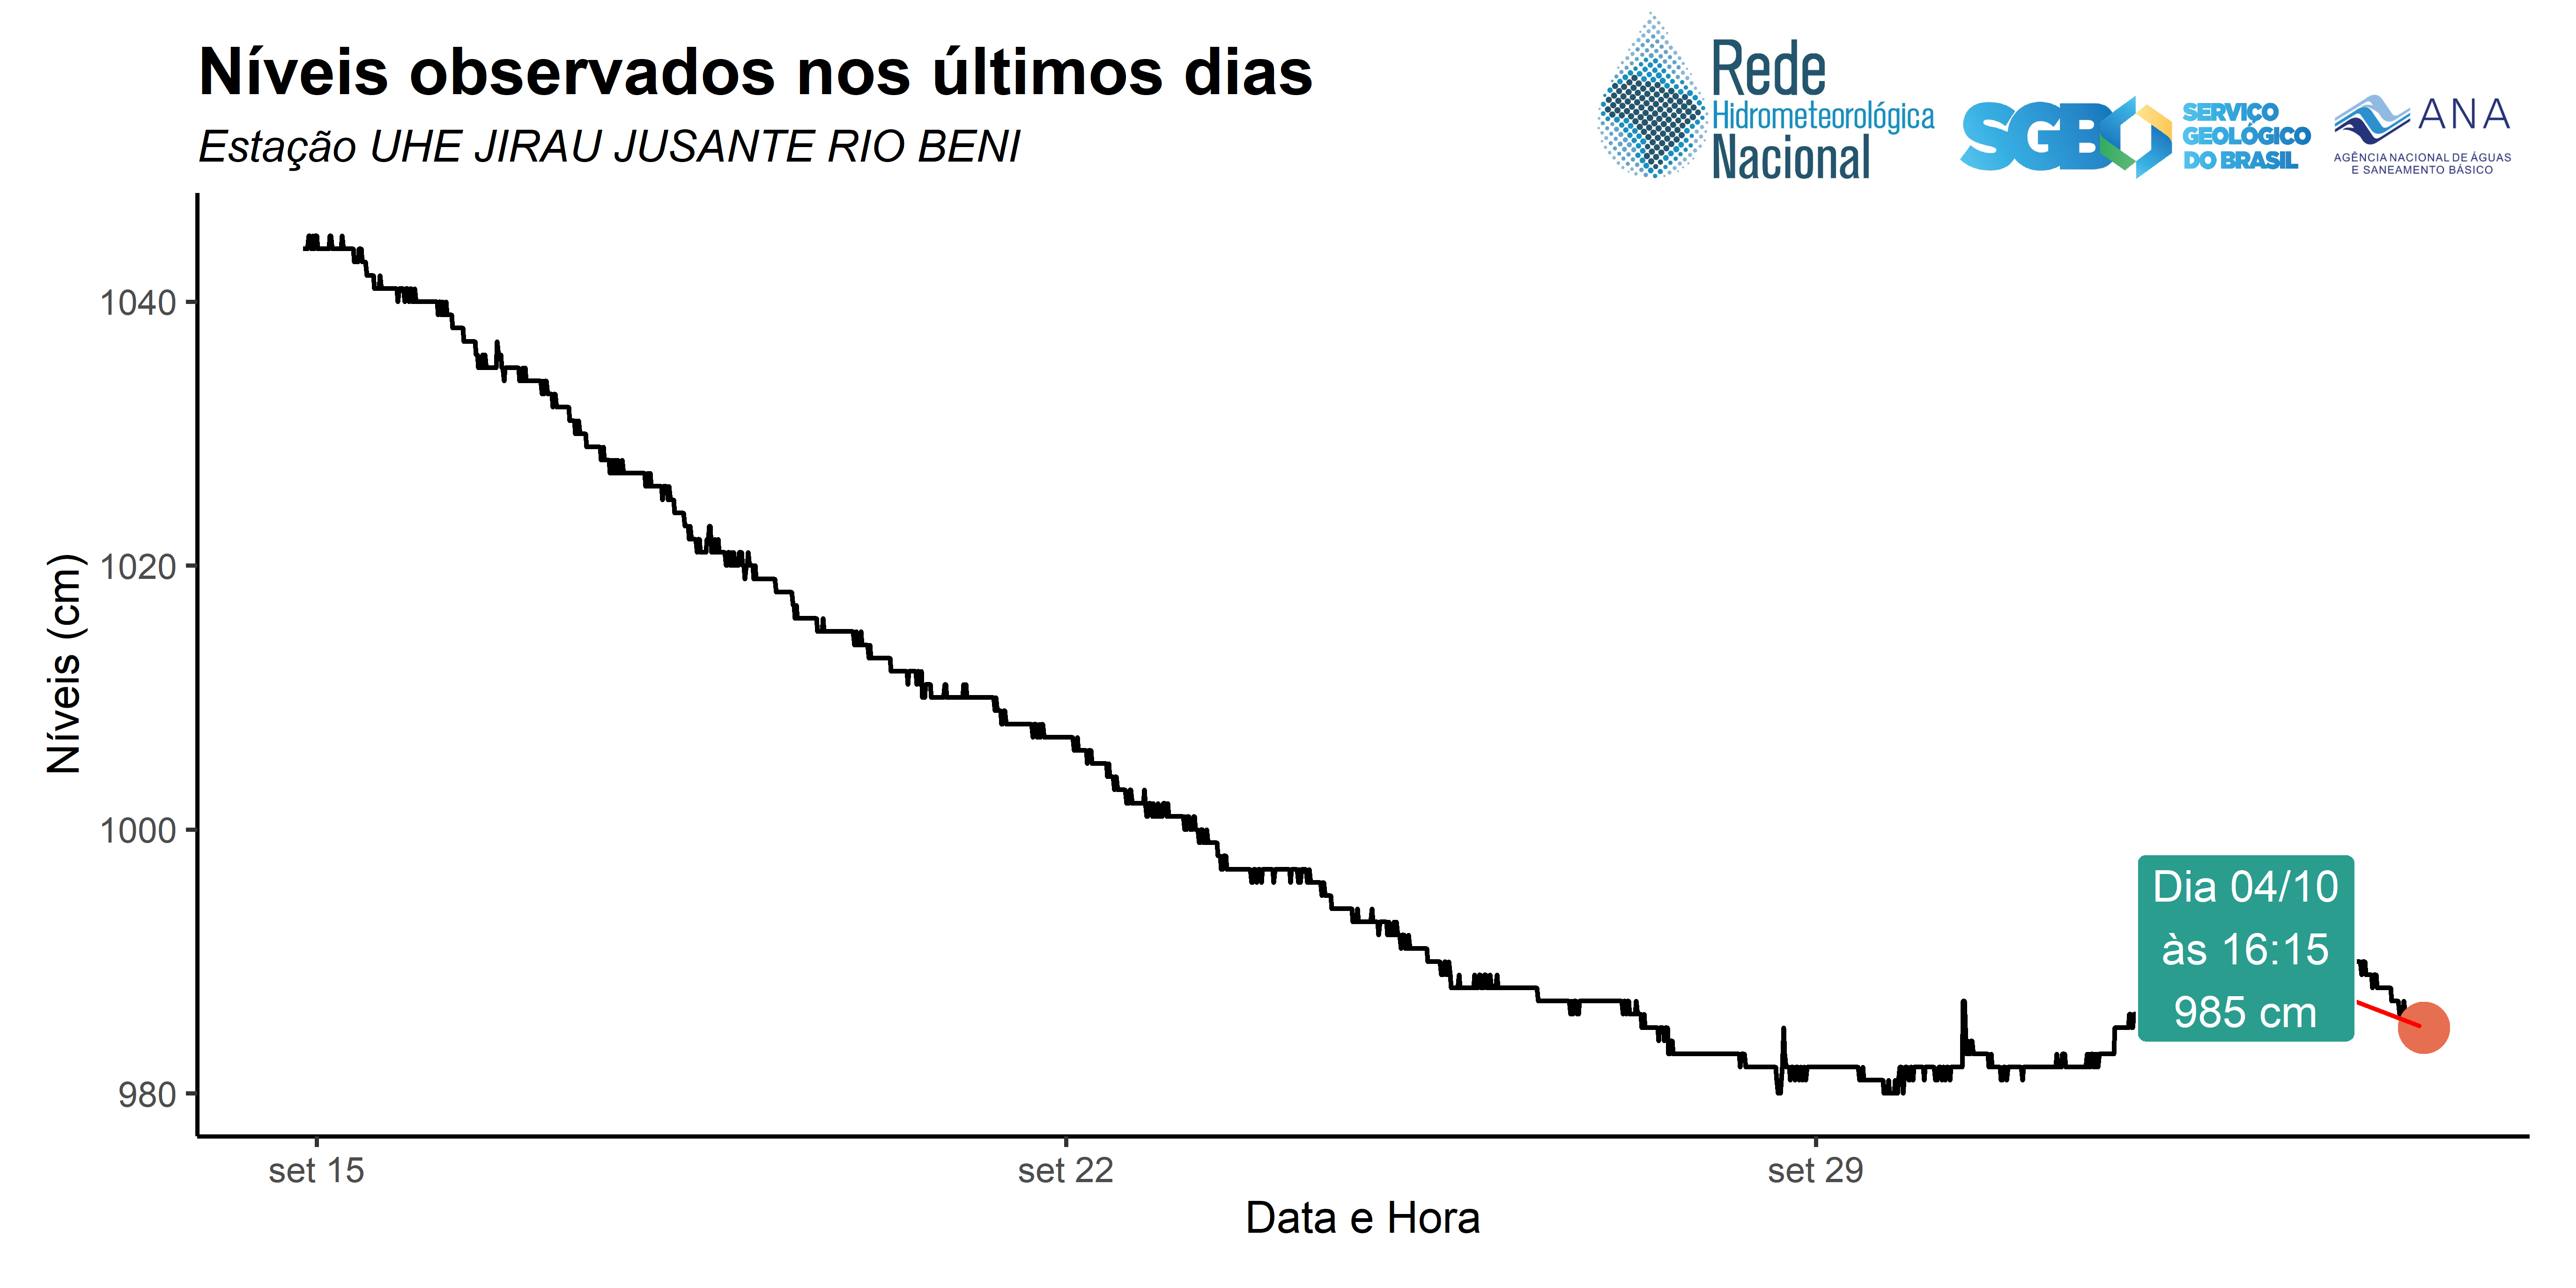 Níveis observados nos últimos dias
Estação UHE JIRAU JUSANTE RIO BENI
Rede
Hidrometeorológica
Nacional
SGB
SERVIÇO
GEOLÓGICO
DO BRASIL
ANA
AGÊNCIA NACIONAL DE ÁGUAS
E SANEAMENTO BÁSICO
Níveis (cm)
1040
1020
1000
980
Dia 04/10
às 16:15
985 cm
set 15
set 22
set 29
Data e Hora